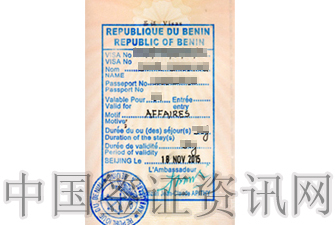 REPUBLIQUE DU BENIN
REPUBLIC OF BENIN
VISA No
VISA No
Nom
NAME
Passeport No
Passport No
Valable Pour Entrée
Valid for entry
Motif AFFAIRES
Motive
Durée du ou (des) séjour(s)
Duration of the stay(s)
Durée de validité
Period of validity
BEIJING Le 18 NOV 2015
L'Ambassadeur
中国签证资讯网